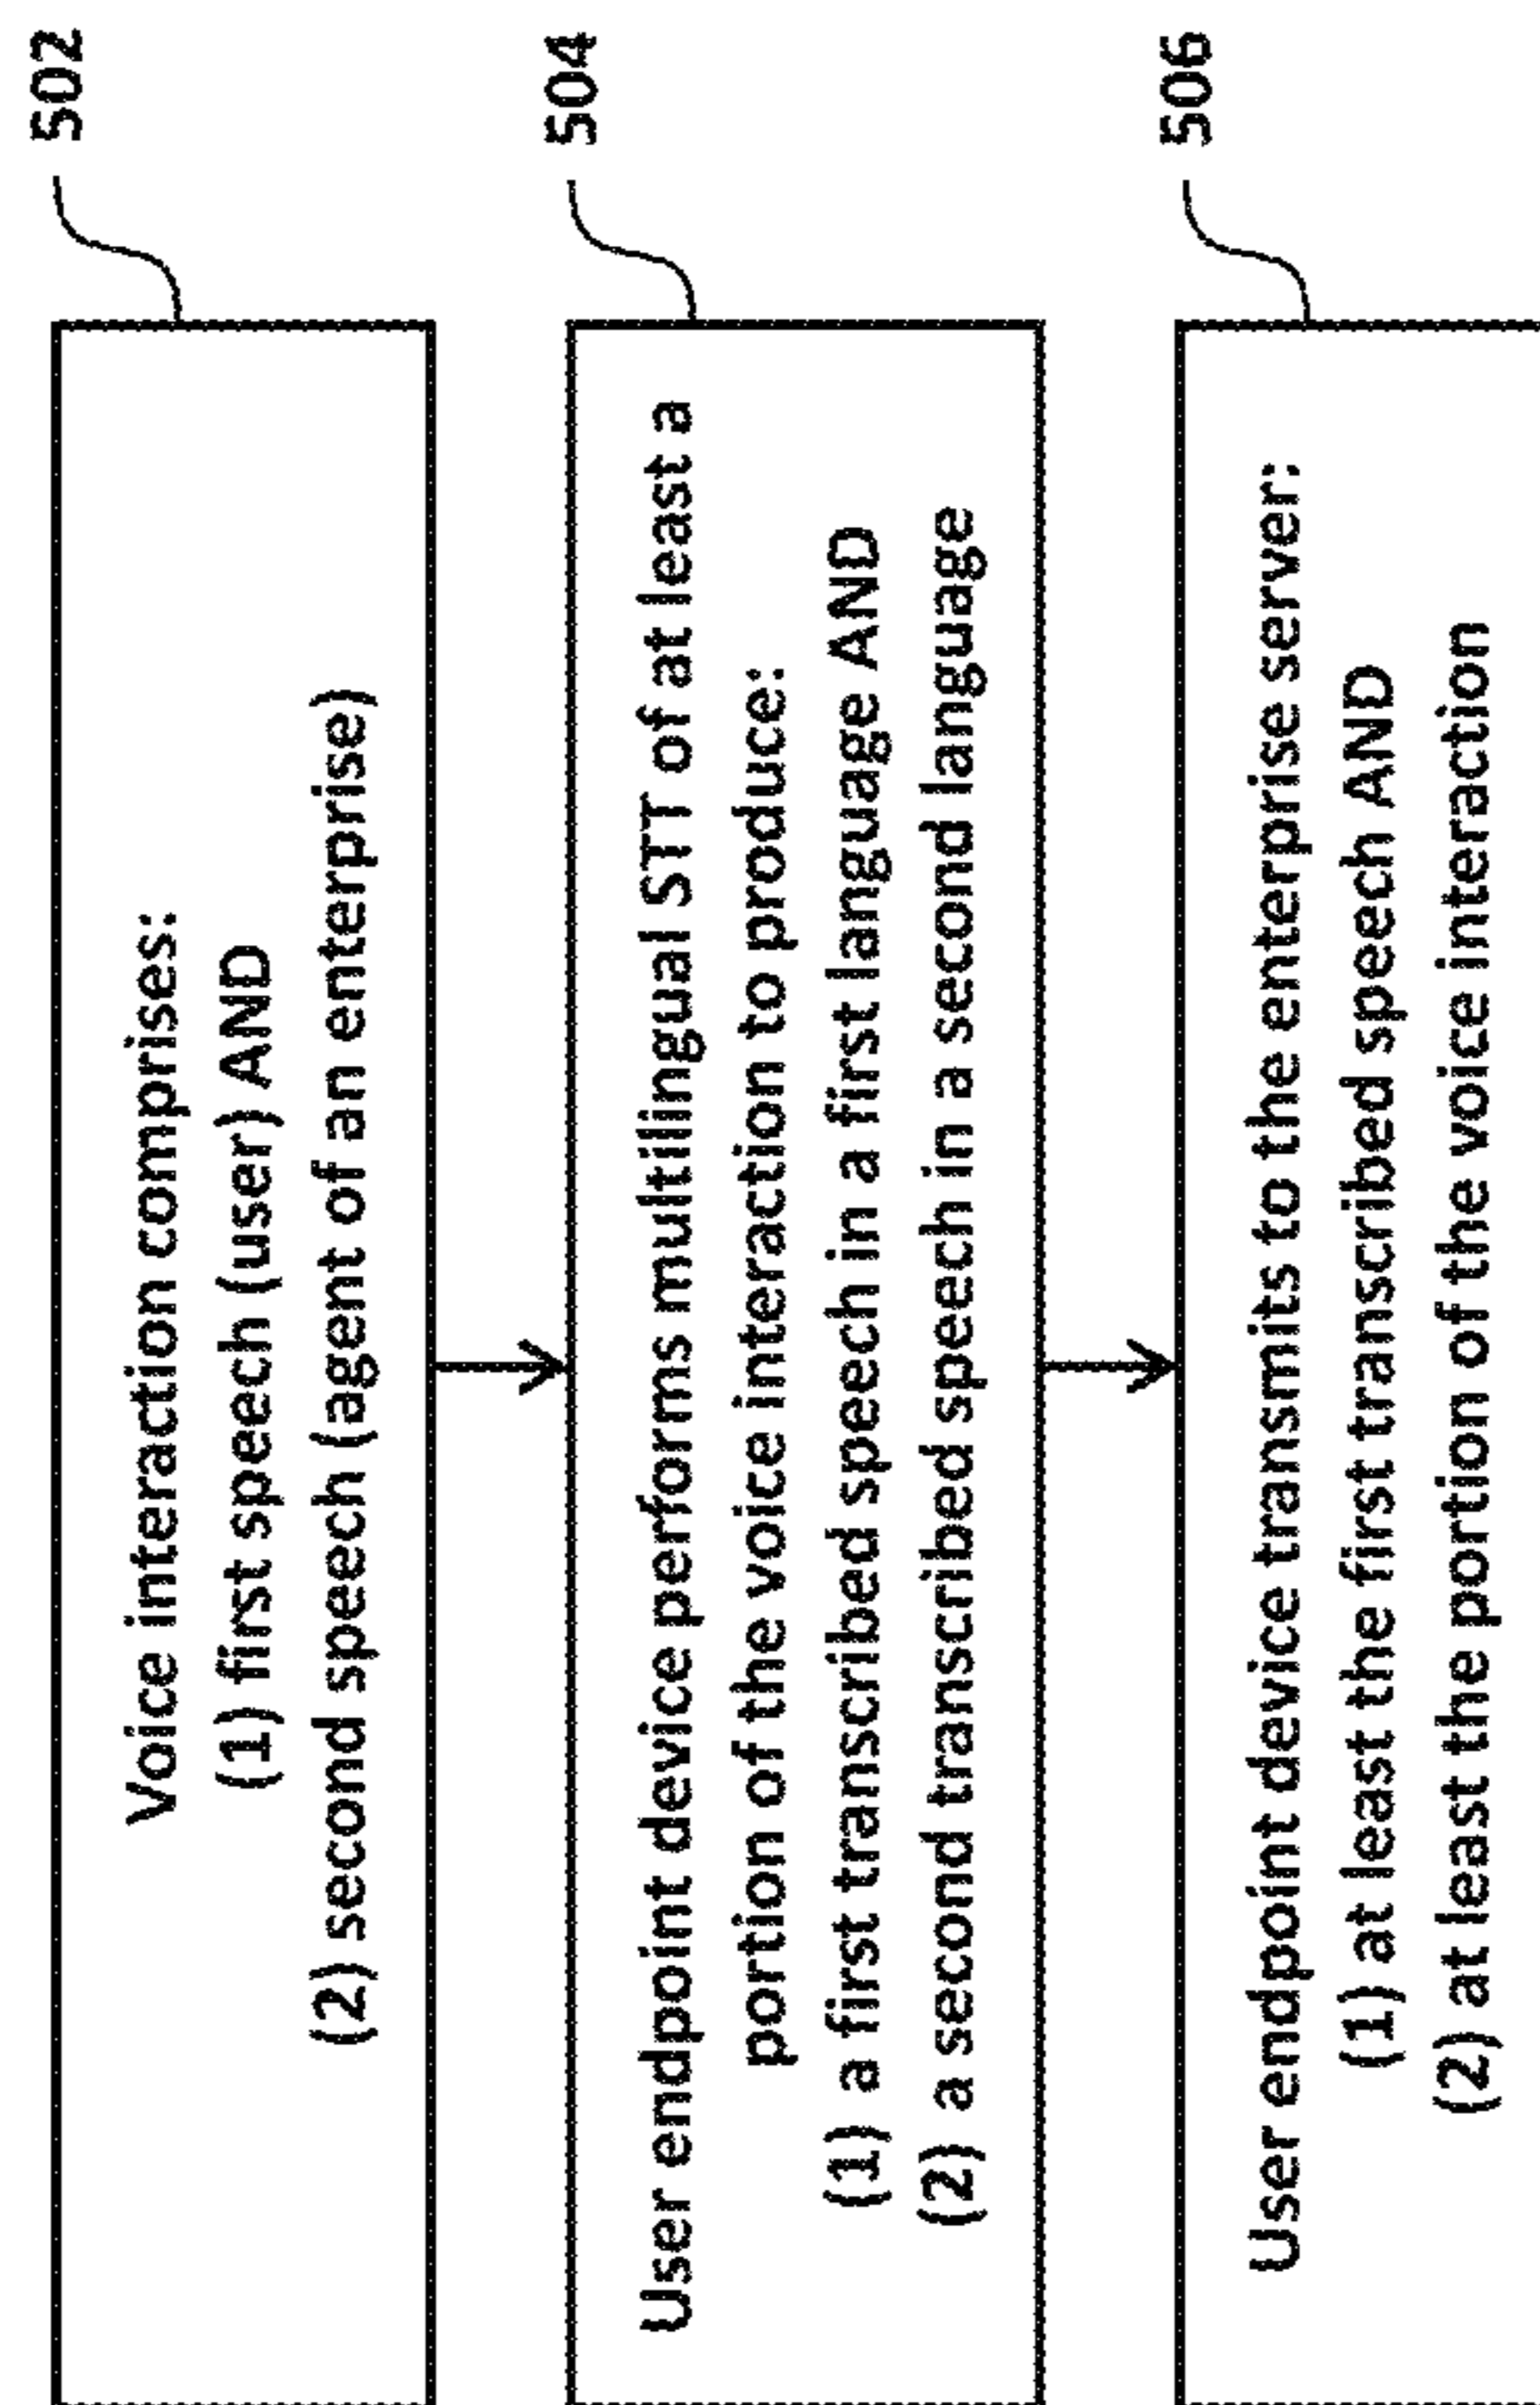 502
Voice interaction comprises:
(1) first speech (user) AND
(2) second speech (agent of an enterprise)
504
User endpoint device performs multilingual STT of at least a
portion of the voice interaction to produce:
(1) a first transcribed speech in a first language AND
(2) a second transcribed speech in a second language
506
User endpoint device transmits to the enterprise server:
(1) at least the first transcribed speech AND
(2) at least the portion of the voice interaction